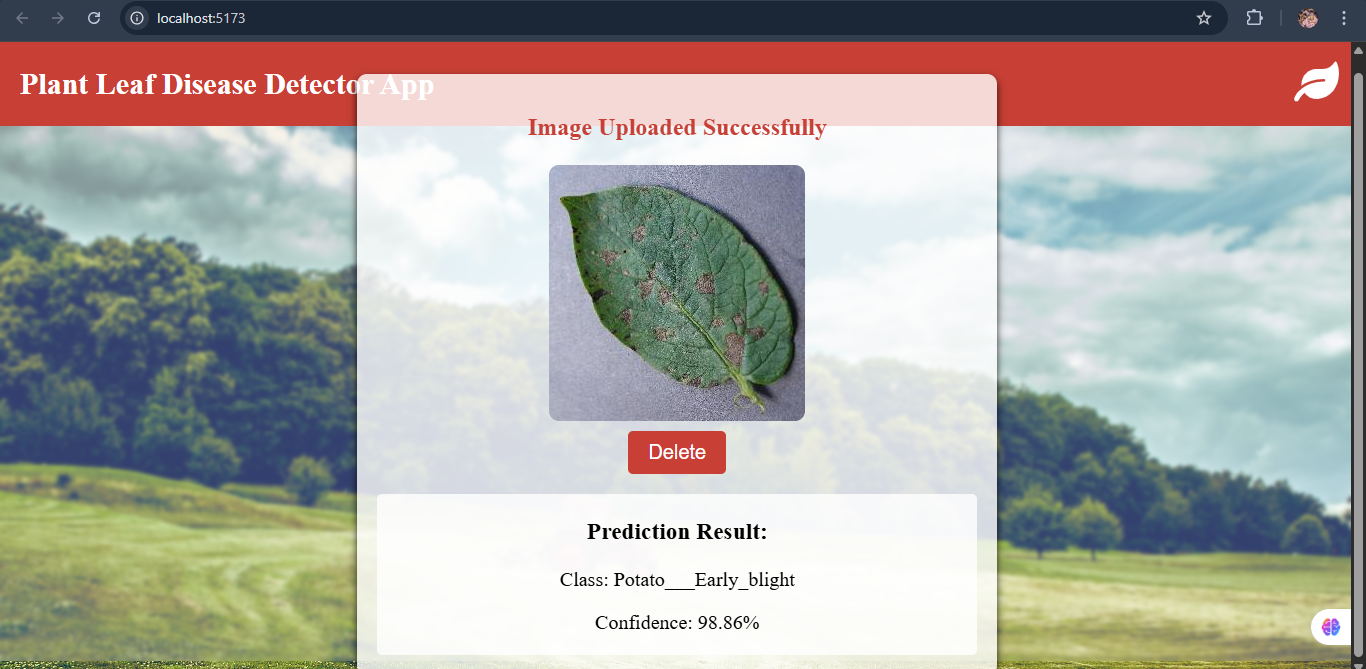 localhost:5173
Plant Leaf Disease Detector App
Image Uploaded Successfully
Delete
Prediction Result:
Class: Potato___Early_blight
Confidence: 98.86%